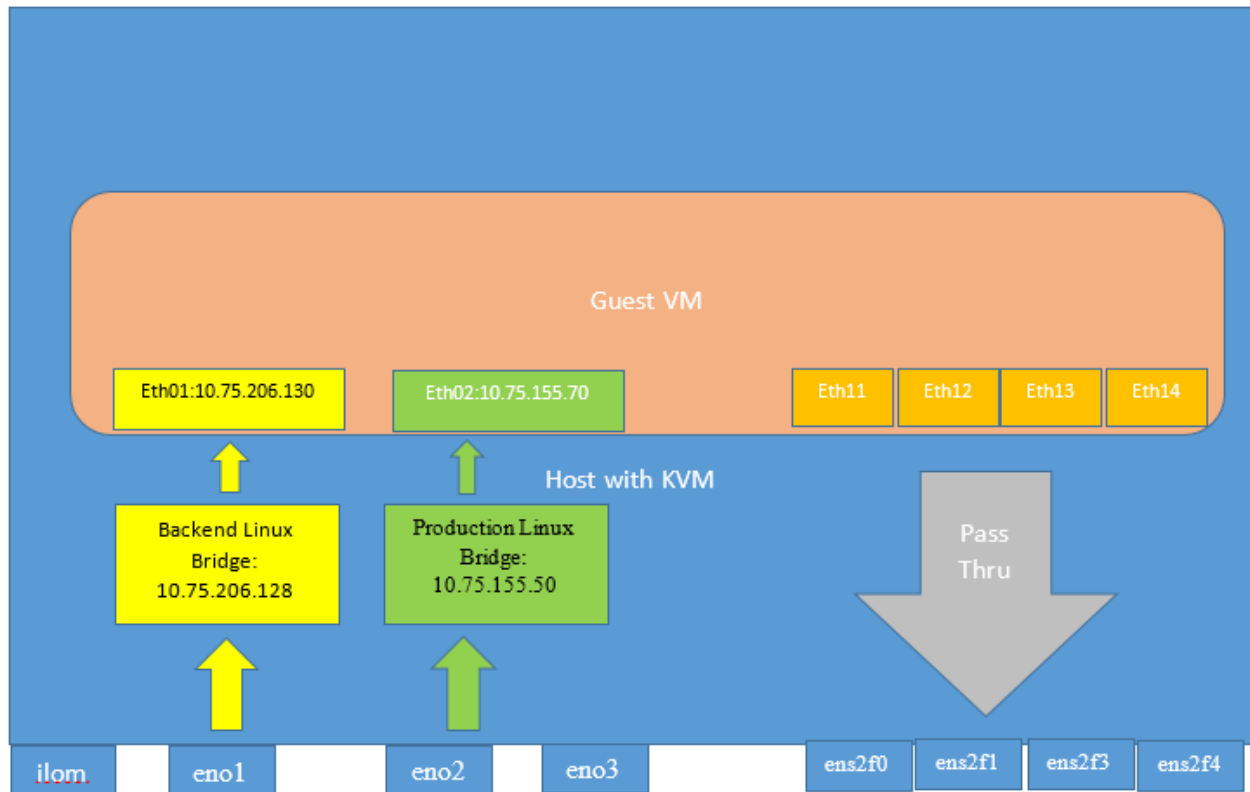 Guest VM
Eth01:10.75.206.130
Eth02:10.75.155.70
Eth11
Eth12
Eth13
Eth14
Host with KVM
Backend Linux
Bridge:
10.75.206.128
Production Linux
Bridge:
10.75.155.50
Pass
Thru
ilom
eno1
eno2
eno3
ens2f0
ens2f1
ens2f3
ens2f4